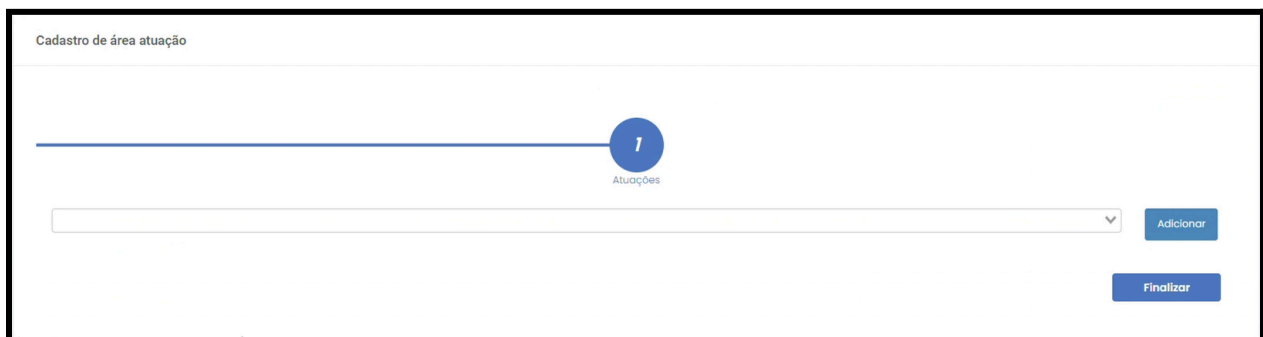 Cadastro de área atuação
1
Atuações
Adicionar
Finalizar